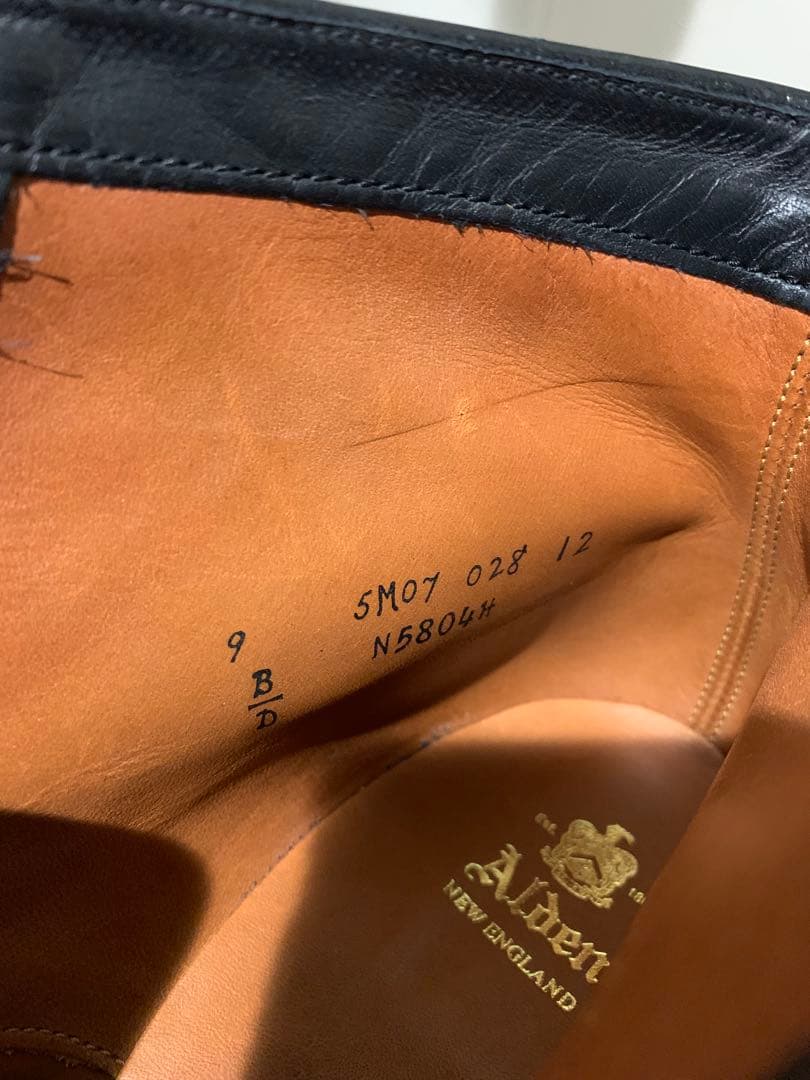 5M07 028 12
9 N5804H
B
D
Alden
NEW ENGLAND